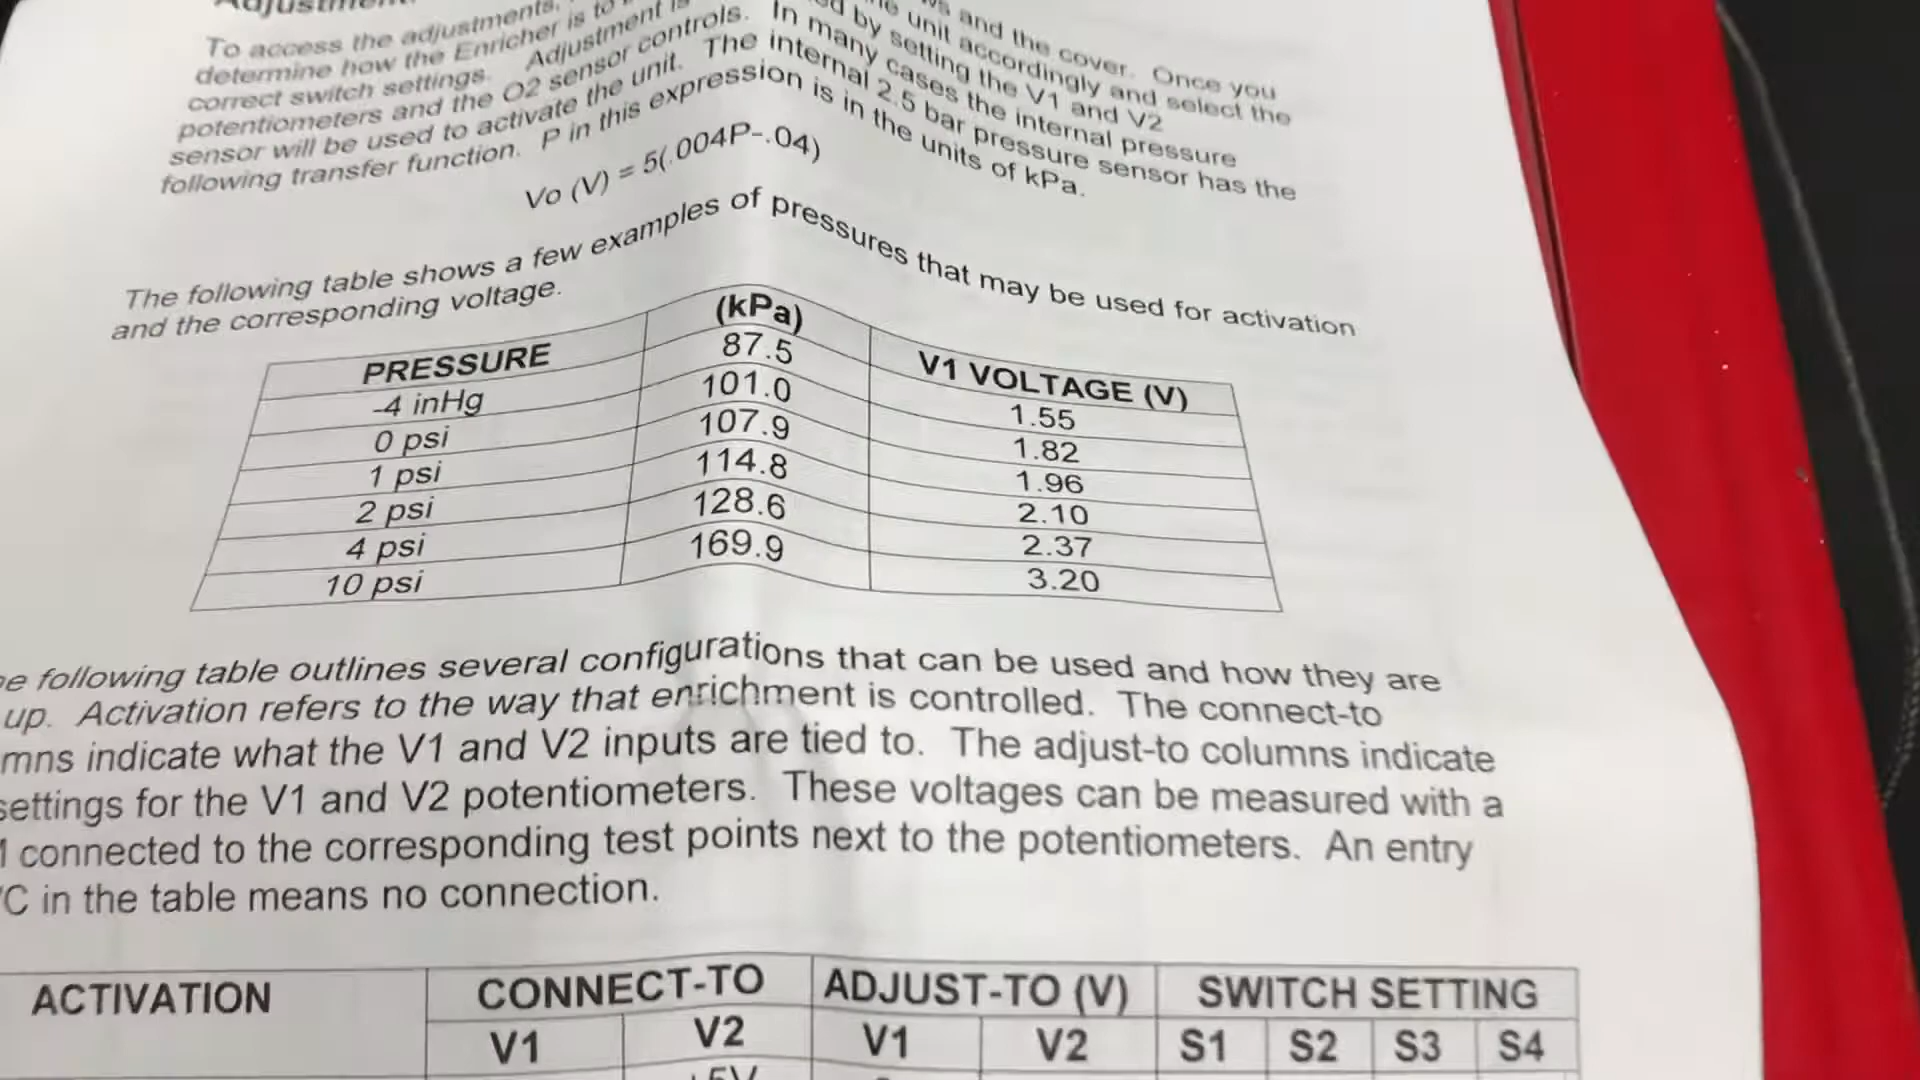 Adjustment
To access the adjustments, and the cover. Once you
determine how the Enricher is to unit accordingly and select the
correct switch settings. Adjustment is by setting the V1 and V2
potentiometers and the O2 sensor controls. In many cases the internal pressure
sensor will be used to activate the unit. The internal 2.5 bar pressure sensor has the
following transfer function. P in this expression is in the units of kPa.
Vo (V) = 5(.004P-.04)
The following table shows a few examples of pressures that may be used for activation
and the corresponding voltage.
PRESSURE (kPa) V1 VOLTAGE (V)
-4 inHg 87.5 1.55
0 psi 101.0 1.82
1 psi 107.9 1.96
2 psi 114.8 2.10
4 psi 128.6 2.37
10 psi 169.9 3.20
following table outlines several configurations that can be used and how they are
up. Activation refers to the way that enrichment is controlled. The connect-to
mns indicate what the V1 and V2 inputs are tied to. The adjust-to columns indicate
settings for the V1 and V2 potentiometers. These voltages can be measured with a
connected to the corresponding test points next to the potentiometers. An entry
C in the table means no connection.
ACTIVATION CONNECT-TO ADJUST-TO (V) SWITCH SETTING
V1 V2 V1 V2 S1 S2 S3 S4
+5V